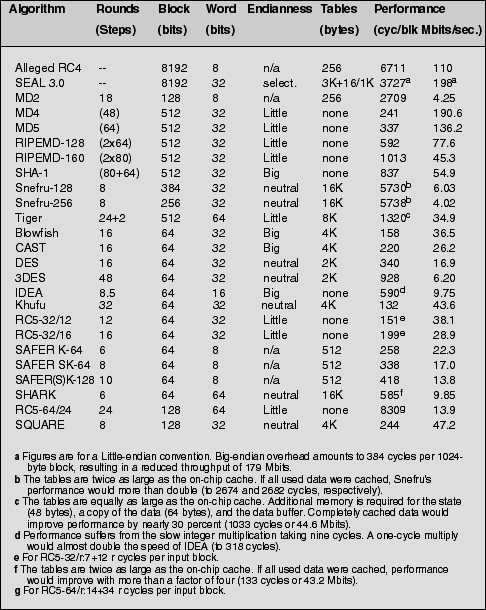 Algorithm Rounds Block Word Endianness Tables Performance
(Steps) (bits) (bits) (bytes) (cyc/blk Mbits/sec.)
Alleged RC4 -- 8192 8 n/a 256 6711 110
SEAL 3.0 -- 8192 32 select. 3K+16/1K 3727a 198a
MD2 18 128 8 n/a 256 2709 4.25
MD4 (48) 512 32 Little none 241 190.6
MD5 (64) 512 32 Little none 337 136.2
RIPEMD-128 (2x64) 512 32 Little none 592 77.6
RIPEMD-160 (2x80) 512 32 Little none 1013 45.3
SHA-1 (80+64) 512 32 Big none 837 54.9
Snefru-128 8 384 32 neutral 16K 5730b 6.03
Snefru-256 8 256 32 neutral 16K 5738b 4.02
Tiger 24+2 512 64 Little 8K 1320c 34.9
Blowfish 16 64 32 Big 4K 158 36.5
CAST 16 64 32 Big 4K 220 26.2
DES 16 64 32 neutral 2K 340 16.9
3DES 48 64 32 neutral 2K 928 6.20
IDEA 8.5 64 16 Big none 590d 9.75
Khufu 32 64 32 neutral 4K 132 43.6
RC5-32/12 12 64 32 Little none 151e 38.1
RC5-32/16 16 64 32 Little none 199e 28.9
SAFER K-64 6 64 8 n/a 512 258 22.3
SAFER SK-64 8 64 8 n/a 512 338 17.0
SAFER(S)K-128 10 64 8 n/a 512 418 13.8
SHARK 6 64 64 neutral 16K 585f 9.85
RC5-64/24 24 128 64 Little none 830g 13.9
SQUARE 8 128 32 neutral 4K 244 47.2
a Figures are for a Little-endian convention. Big-endian overhead amounts to 384 cycles per 1024-
byte block, resulting in a reduced throughput of 179 Mbits.
b The tables are twice as large as the on-chip cache. If all used data were cached, Snefru's
performance would more than double (to 2674 and 2682 cycles, respectively).
c The tables are equally as large as the on-chip cache. Additional memory is required for the state
(48 bytes), a copy of the data (64 byte), and the data buffer. Completely cached data would
improve performance by nearly 30 percent (1033 cycles or 44.6 Mbits).
d Performance suffers from the slow integer multiplication taking nine cycles. A one-cycle multiply
would almost double the speed of IDEA (to 318 cycles).
e For RC5-32/r:7+12 r cycles per input block.
f The tables are twice as large as the on-chip cache. If all used data were cached, performance
would improve with more than a factor of four (133 cycles or 43.2 Mbits).
g For RC5-64/r:14+34 r cycles per input block.